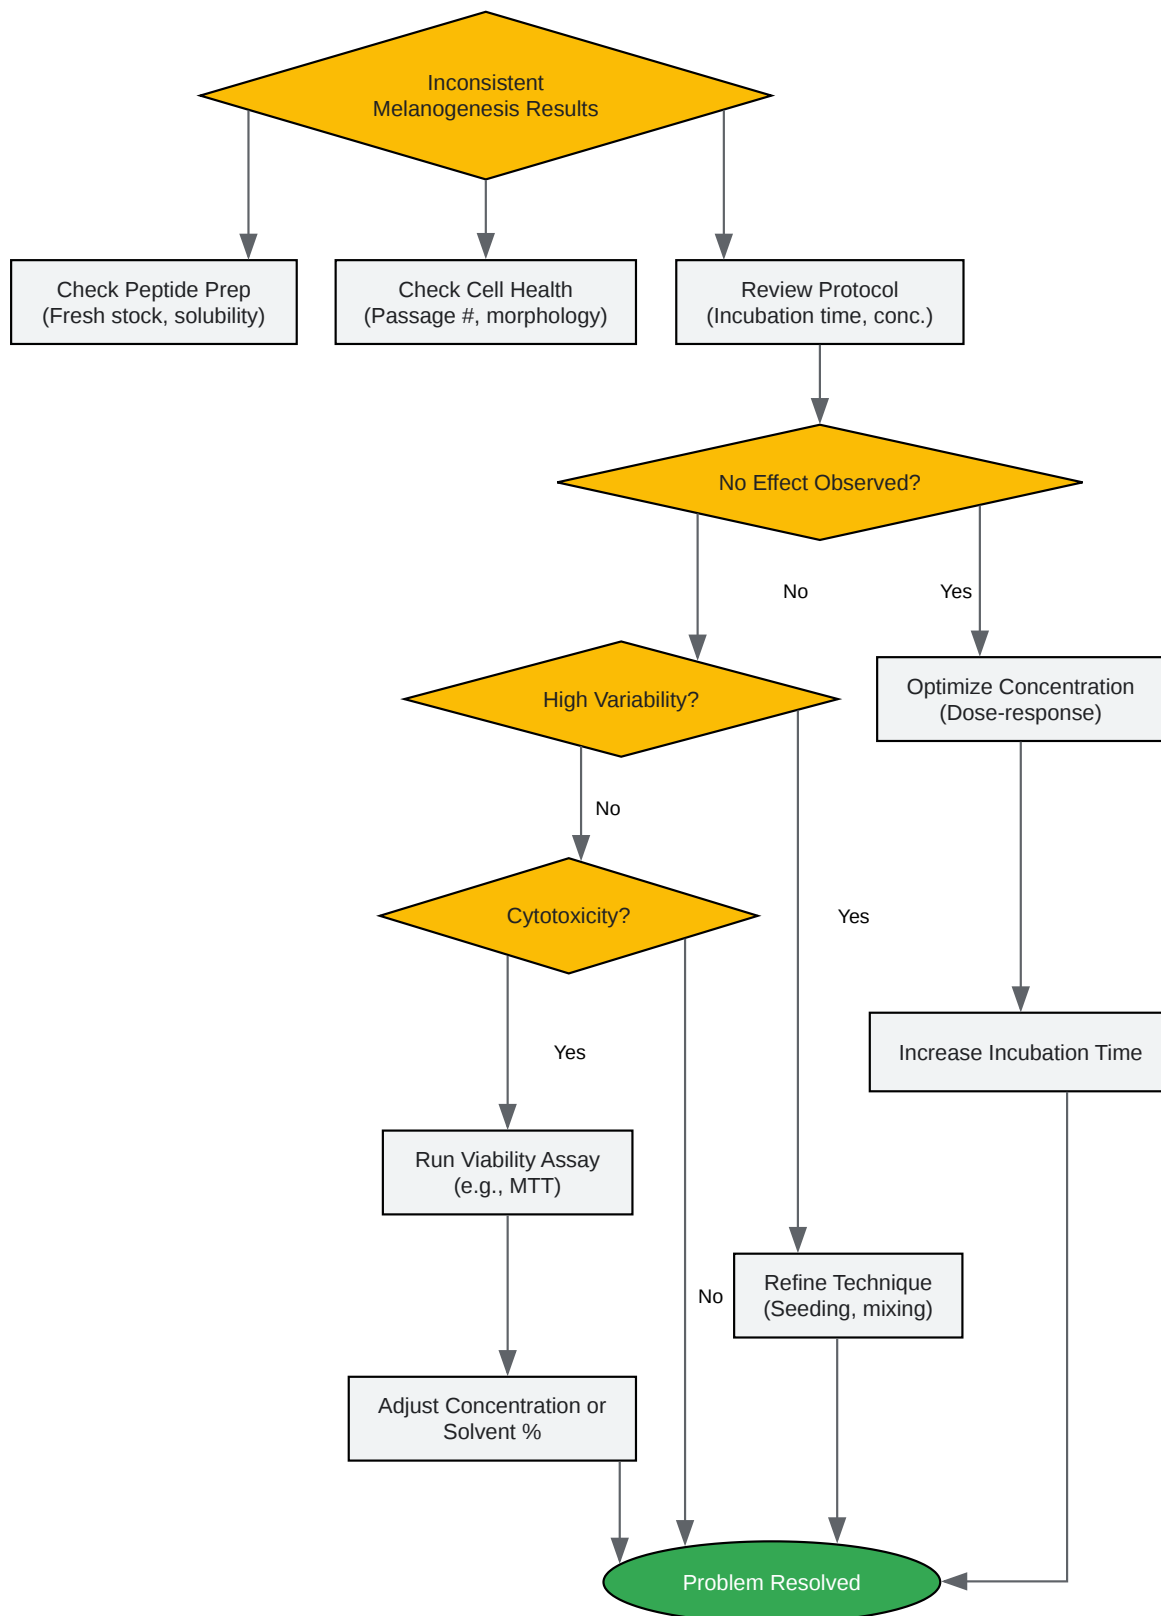 Inconsistent
Melanogenesis Results
Check Peptide Prep
(Fresh stock, solubility)
Check Cell Health
(Passage #, morphology)
Review Protocol
(Incubation time, conc.)
No Effect Observed?
No
Yes
High Variability?
Optimize Concentration
(Dose-response)
No
Cytotoxicity?
Yes
Yes
Increase Incubation Time
Run Viability Assay
(e.g., MTT)
No
Refine Technique
(Seeding, mixing)
Adjust Concentration or
Solvent %
Problem Resolved